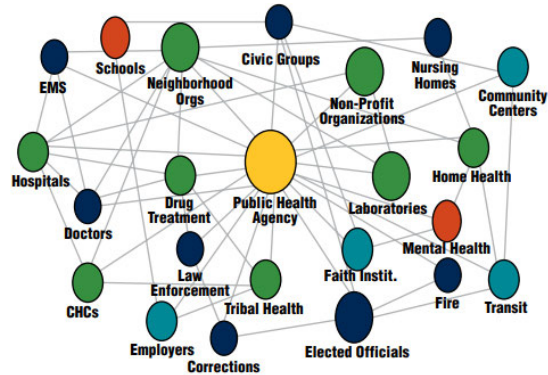 EMS
Schools
Neighborhood
Orgs
Civic Groups
Nursing
Homes
Non-Profit
Organizations
Community
Centers
Hospitals
Doctors
Drug
Treatment
Public Health
Agency
Laboratories
Home Health
Mental Health
Law
Enforcement
Faith Instit.
Fire
Transit
CHCs
Tribal Health
Employers
Corrections
Elected Officials